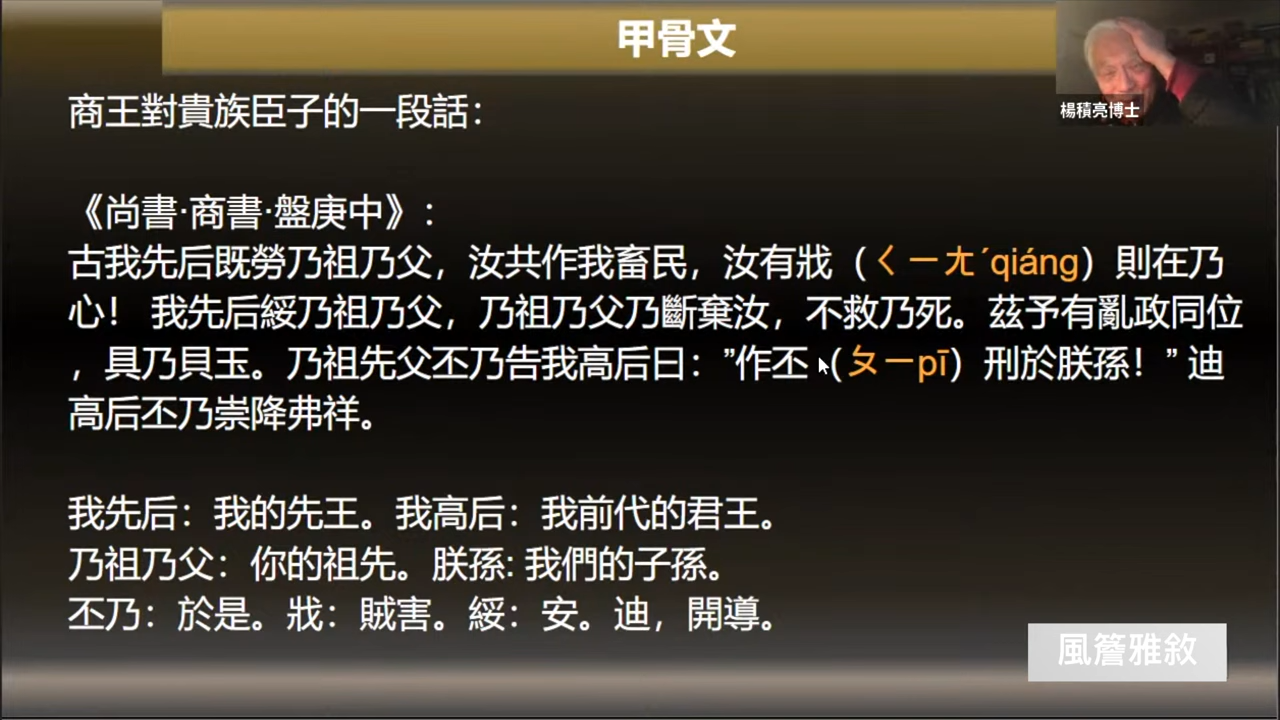 甲骨文
楊積亮博士
商王對貴族臣子的一段話：
《尚書·商書·盤庚中》：
古我先后既勞乃祖乃父，汝共作我畜民，汝有戕（ㄑㄧㄤˊqiáng）則在乃
心！ 我先后綏乃祖乃父，乃祖乃父乃斷棄汝，不救乃死。茲予有亂政同位
，具乃貝玉。乃祖先父丕乃告我高后曰：”作丕（ㄆㄧpī）刑於朕孫！” 迪
高后丕乃崇降弗祥。
我先后：我的先王。我高后：我前代的君王。
乃祖乃父：你的祖先。朕孫: 我們的子孫。
丕乃：於是。戕：賊害。綏：安。迪，開導。
風簷雅敘